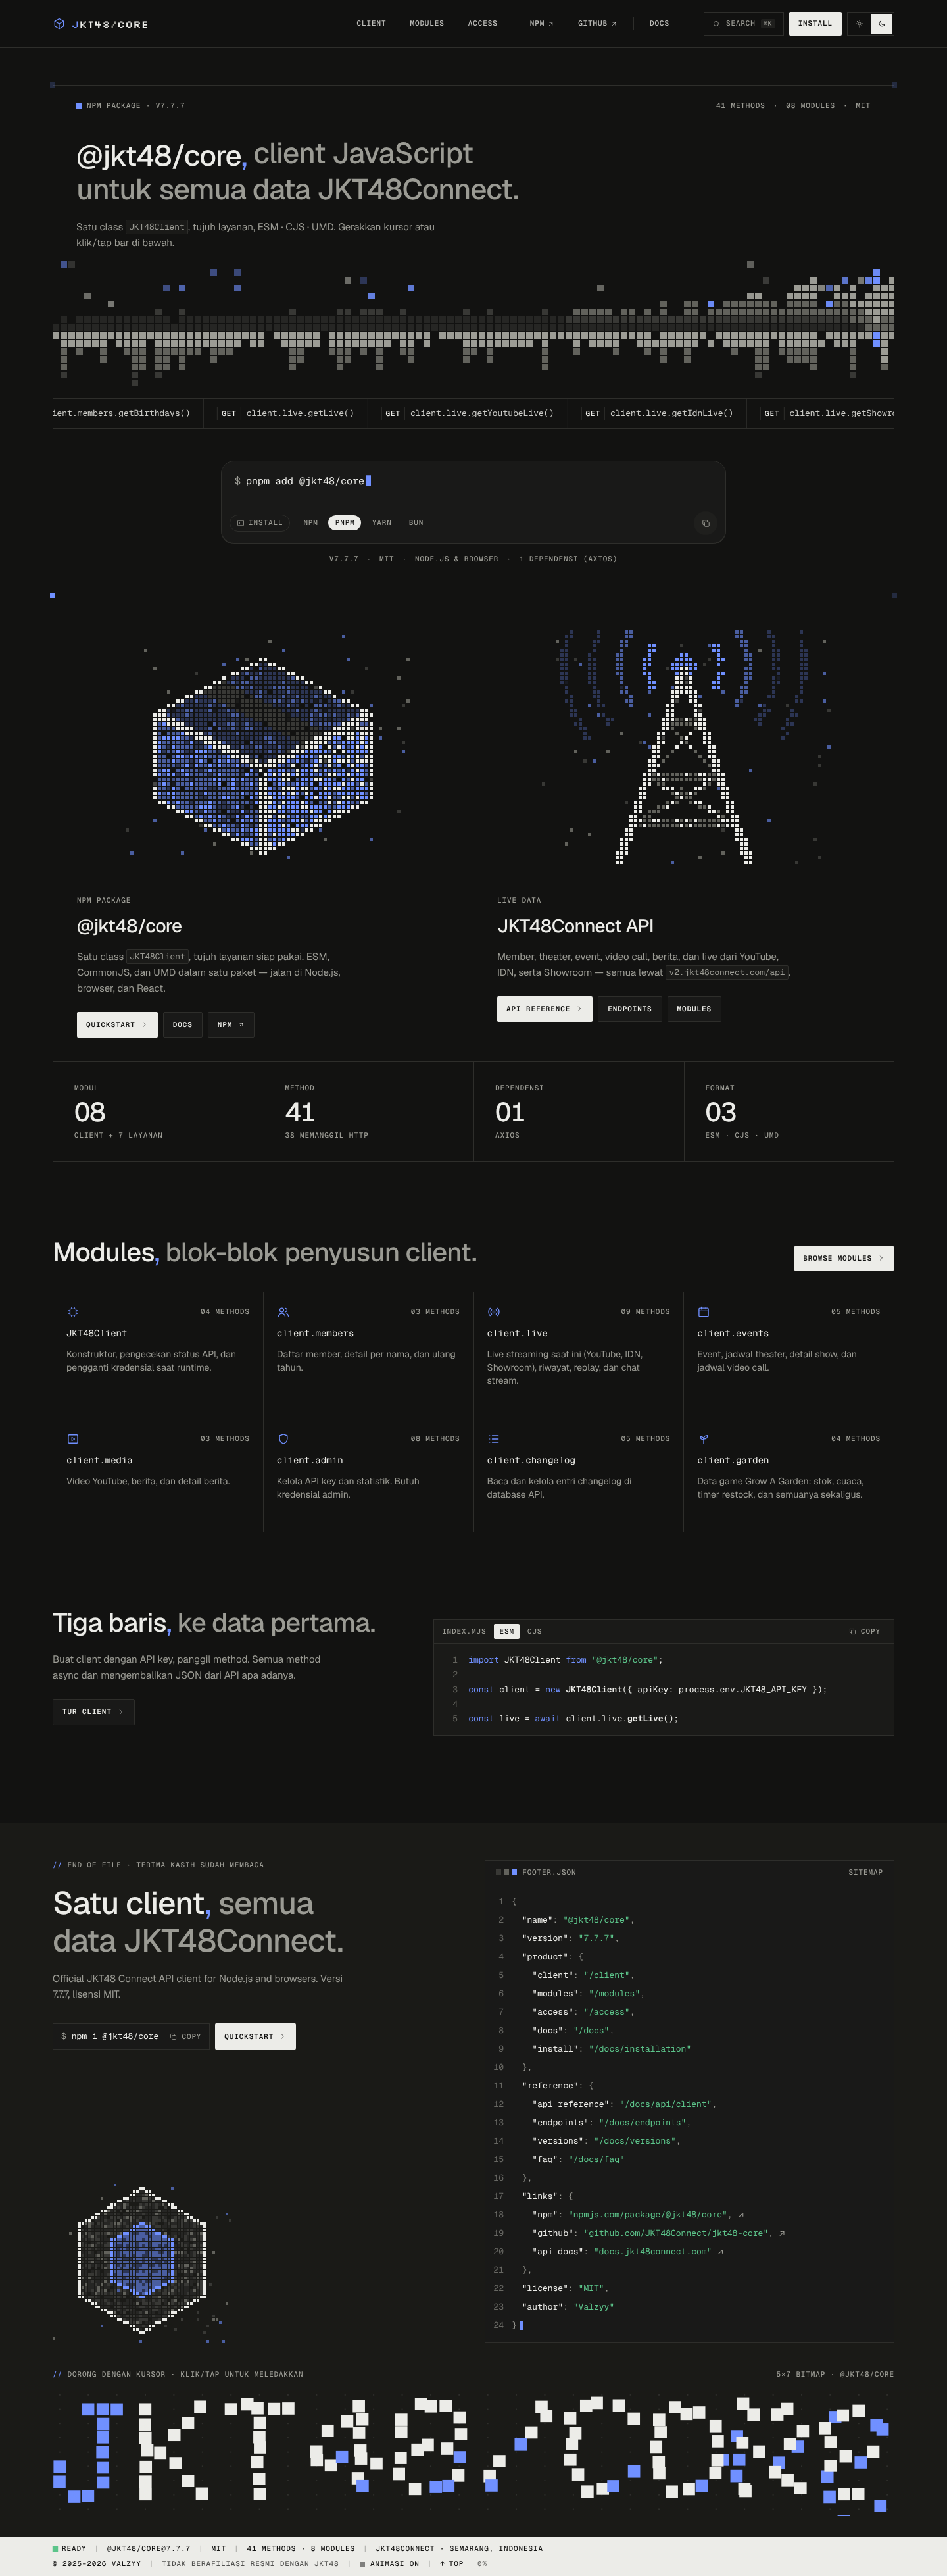 JKT48/CORE
CLIENT MODULES ACCESS NPM ↗ GITHUB ↗ DOCS SEARCH ⌘K INSTALL
NPM PACKAGE · V7.7.7
41 METHODS · 08 MODULES · MIT
@jkt48/core, client JavaScript
untuk semua data JKT48Connect.
Satu class JKT48Client, tujuh layanan, ESM · CJS · UMD. Gerakkan kursor atau
klik/tap bar di bawah.
ient.members.getBirthdays() GET client.live.getLive() GET client.live.getYoutubeLive() GET client.live.getIdnLive() GET client.live.getShowro
$ pnpm add @jkt48/core
INSTALL NPM PNPM YARN BUN
V7.7.7 · MIT · NODE.JS & BROWSER · 1 DEPENDENSI (AXIOS)
NPM PACKAGE
@jkt48/core
Satu class JKT48Client, tujuh layanan siap pakai. ESM,
CommonJS, dan UMD dalam satu paket — jalan di Node.js,
browser, dan React.
QUICKSTART › DOCS NPM ↗
LIVE DATA
JKT48Connect API
Member, theater, event, video call, berita, dan live dari YouTube,
IDN, serta Showroom — semua lewat v2.jkt48connect.com/api.
API REFERENCE › ENDPOINTS MODULES
MODUL
08
CLIENT + 7 LAYANAN
METHOD
41
38 MEMANGGIL HTTP
DEPENDENSI
01
AXIOS
FORMAT
03
ESM · CJS · UMD
Modules, blok-blok penyusun client.
BROWSE MODULES ›
04 METHODS
JKT48Client
Konstruktor, pengecekan status API, dan
pengganti kredensial saat runtime.
03 METHODS
client.members
Daftar member, detail per nama, dan ulang
tahun.
09 METHODS
client.live
Live streaming saat ini (YouTube, IDN,
Showroom), riwayat, replay, dan chat
stream.
05 METHODS
client.events
Event, jadwal theater, detail show, dan
jadwal video call.
03 METHODS
client.media
Video YouTube, berita, dan detail berita.
08 METHODS
client.admin
Kelola API key dan statistik. Butuh
kredensial admin.
05 METHODS
client.changelog
Baca dan kelola entri changelog di
database API.
04 METHODS
client.garden
Data game Grow A Garden: stok, cuaca,
timer restock, dan semuanya sekaligus.
Tiga baris, ke data pertama.
Buat client dengan API key, panggil method. Semua method
async dan mengembalikan JSON dari API apa adanya.
TUR CLIENT ›
INDEX.MJS ESM CJS COPY
1 import JKT48Client from "@jkt48/core";
2
3 const client = new JKT48Client({ apiKey: process.env.JKT48_API_KEY });
4
5 const live = await client.live.getLive();
// END OF FILE · TERIMA KASIH SUDAH MEMBACA
Satu client, semua
data JKT48Connect.
Official JKT48 Connect API client for Node.js and browsers. Versi
7.7.7, lisensi MIT.
$ npm i @jkt48/core COPY QUICKSTART ›
FOOTER.JSON SITEMAP
1 {
2 "name": "@jkt48/core",
3 "version": "7.7.7",
4 "product": {
5 "client": "/client",
6 "modules": "/modules",
7 "access": "/access",
8 "docs": "/docs",
9 "install": "/docs/installation"
10 },
11 "reference": {
12 "api reference": "/docs/api/client",
13 "endpoints": "/docs/endpoints",
14 "versions": "/docs/versions",
15 "faq": "/docs/faq"
16 },
17 "links": {
18 "npm": "npmjs.com/package/@jkt48/core", ↗
19 "github": "github.com/JKT48Connect/jkt48-core", ↗
20 "api docs": "docs.jkt48connect.com" ↗
21 },
22 "license": "MIT",
23 "author": "Valzyy"
24 }
// DORONG DENGAN KURSOR · KLIK/TAP UNTUK MELEDAKKAN
5×7 BITMAP · @JKT48/CORE
JKT48/CORE
READY | @JKT48/CORE@7.7.7 | MIT | 41 METHODS · 8 MODULES | JKT48CONNECT · SEMARANG, INDONESIA
© 2025-2026 VALZYY | TIDAK BERAFILIASI RESMI DENGAN JKT48 | ANIMASI ON | ↑ TOP 0%